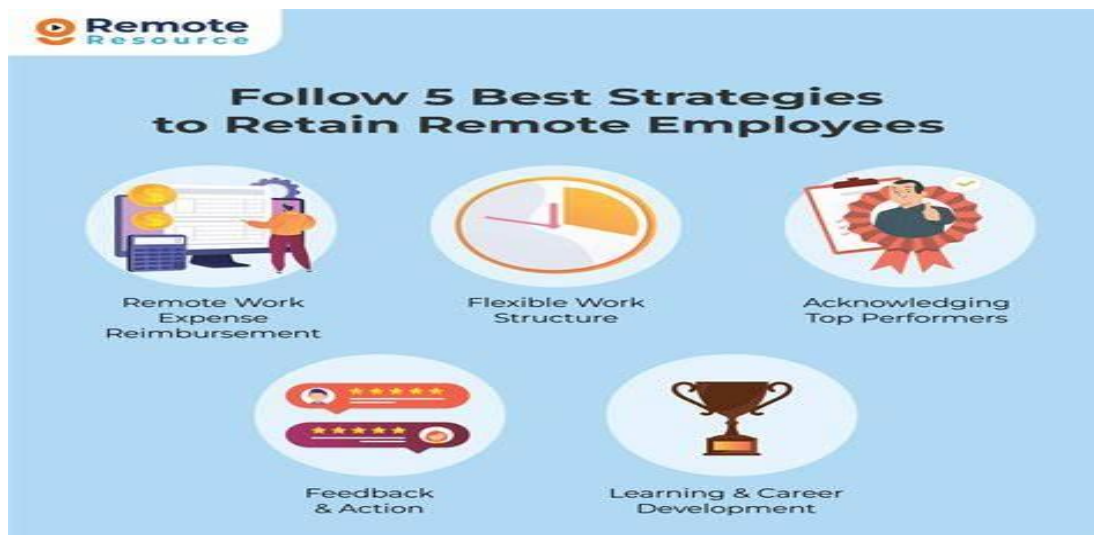 Remote
Resource
Follow 5 Best Strategies
to Retain Remote Employees
Remote Work
Expense
Reimbursement
Flexible Work
Structure
Acknowledging
Top Performers
Feedback
& Action
Learning & Career
Development